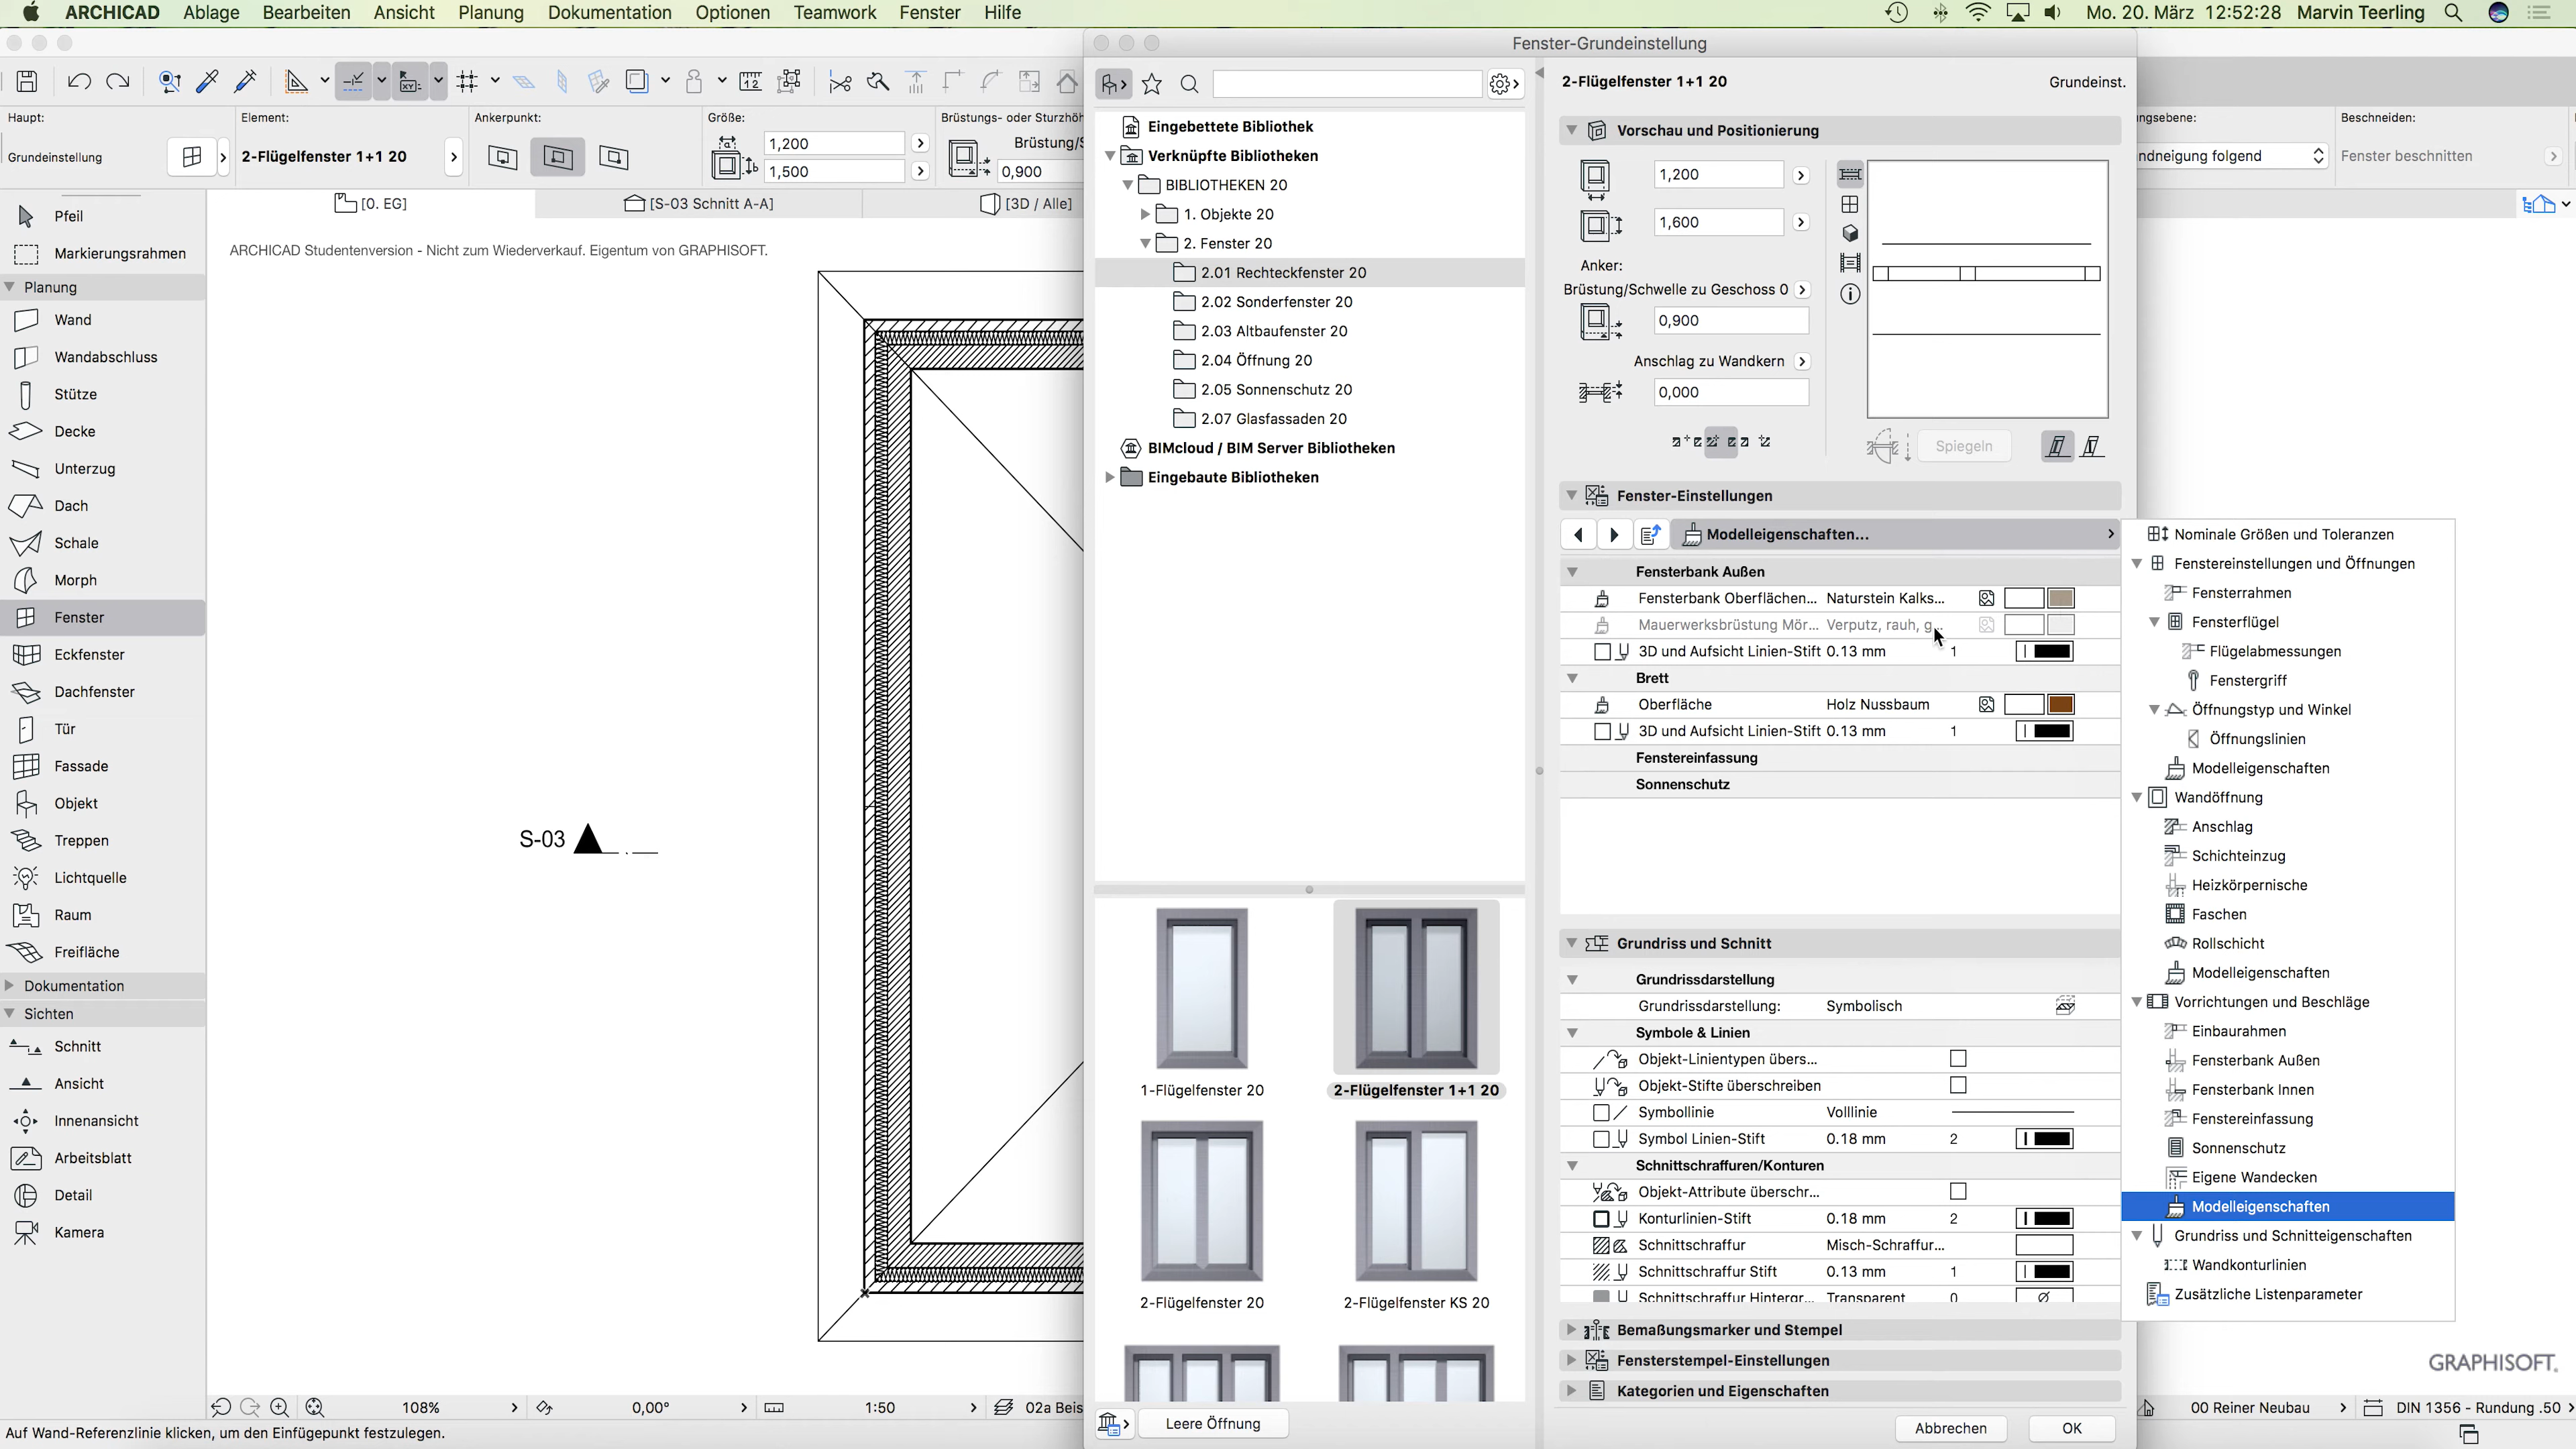 ARCHICAD Ablage Bearbeiten Ansicht Planung Dokumentation Optionen Teamwork Fenster Hilfe
Mo. 20. März 12:52:28 Marvin Teerling
Fenster-Grundeinstellung
2-Flügelfenster 1+1 20
Grundeinst.
Haupt:
Element:
Ankerpunkt:
Größe:
Brüstungs- oder Sturzhöh
Grundeinstellung
2-Flügelfenster 1+1 20
1,200
1,500
Brüstung/S
0,900
ngsebene:
Beschneiden:
ndneigung folgend
Fenster beschnitten
[0. EG]
[S-03 Schnitt A-A]
[3D / Alle]
ARCHICAD Studentenversion - Nicht zum Wiederverkauf. Eigentum von GRAPHISOFT.
Pfeil
Markierungsrahmen
Planung
Wand
Wandabschluss
Stütze
Decke
Unterzug
Dach
Schale
Morph
Fenster
Eckfenster
Dachfenster
Tür
Fassade
Objekt
Treppen
Lichtquelle
Raum
Freifläche
Dokumentation
Sichten
Schnitt
Ansicht
Innenansicht
Arbeitsblatt
Detail
Kamera
S-03
Eingebettete Bibliothek
Verknüpfte Bibliotheken
BIBLIOTHEKEN 20
1. Objekte 20
2. Fenster 20
2.01 Rechteckfenster 20
2.02 Sonderfenster 20
2.03 Altbaufenster 20
2.04 Öffnung 20
2.05 Sonnenschutz 20
2.07 Glasfassaden 20
BIMcloud / BIM Server Bibliotheken
Eingebaute Bibliotheken
1-Flügelfenster 20
2-Flügelfenster 1+1 20
2-Flügelfenster 20
2-Flügelfenster KS 20
Leere Öffnung
Vorschau und Positionierung
1,200
1,600
Anker:
Brüstung/Schwelle zu Geschoss 0
0,900
Anschlag zu Wandkern
0,000
Spiegeln
Fenster-Einstellungen
Modelleigenschaften...
Fensterbank Außen
Fensterbank Oberflächen... Naturstein Kalks...
Mauerwerksbrüstung Mör... Verputz, rauh, g...
3D und Aufsicht Linien-Stift 0.13 mm 1
Brett
Oberfläche Holz Nussbaum
3D und Aufsicht Linien-Stift 0.13 mm 1
Fenstereinfassung
Sonnenschutz
Grundriss und Schnitt
Grundrissdarstellung
Grundrissdarstellung: Symbolisch
Symbole & Linien
Objekt-Linientypen übers...
Objekt-Stifte überschreiben
Symbollinie Volllinie
Symbol Linien-Stift 0.18 mm 2
Schnittschraffuren/Konturen
Objekt-Attribute überschr...
Konturlinien-Stift 0.18 mm 2
Schnittschraffur Misch-Schraffur...
Schnittschraffur Stift 0.13 mm 1
Schnittschraffur Hintergr... Transparent 0
Bemaßungsmarker und Stempel
Fensterstempel-Einstellungen
Kategorien und Eigenschaften
Abbrechen
OK
Nominale Größen und Toleranzen
Fenstereinstellungen und Öffnungen
Fensterrahmen
Fensterflügel
Flügelabmessungen
Fenstergriff
Öffnungstyp und Winkel
Öffnungslinien
Modelleigenschaften
Wandöffnung
Anschlag
Schichteinzug
Heizkörpernische
Faschen
Rollschicht
Modelleigenschaften
Vorrichtungen und Beschläge
Einbaurahmen
Fensterbank Außen
Fensterbank Innen
Fenstereinfassung
Sonnenschutz
Eigene Wandecken
Modelleigenschaften
Grundriss und Schnitteigenschaften
Wandkonturlinien
Zusätzliche Listenparameter
GRAPHISOFT.
108%
0,00°
1:50
02a Beis
00 Reiner Neubau
DIN 1356 - Rundung .50
Auf Wand-Referenzlinie klicken, um den Einfügepunkt festzulegen.